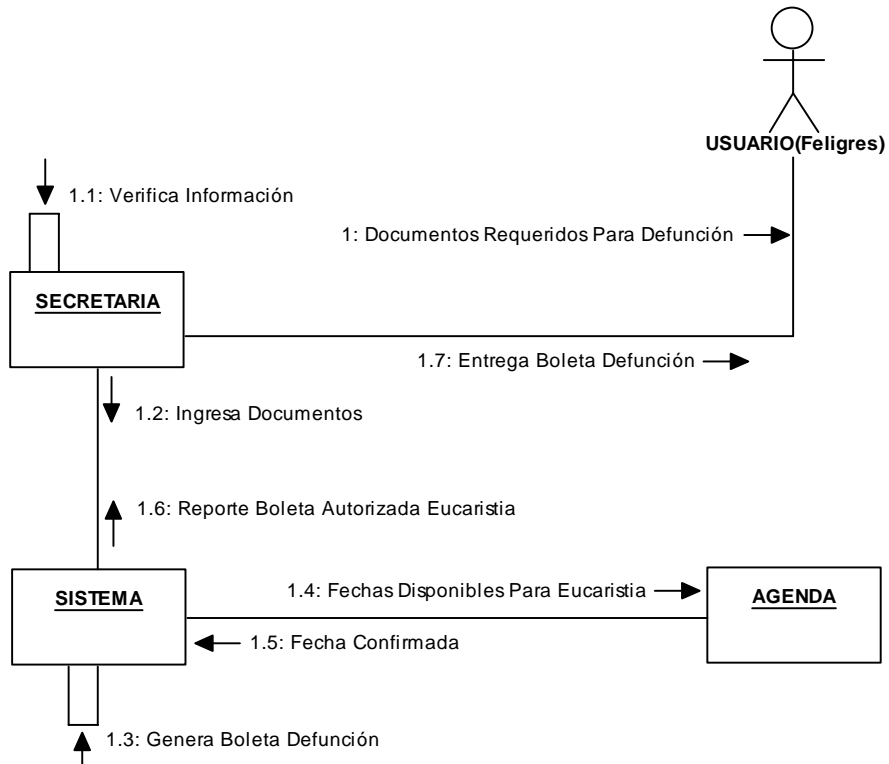 USUARIO(Feligres)
1.1: Verifica Información
1: Documentos Requeridos Para Defunción
SECRETARIA
1.7: Entrega Boleta Defunción
1.2: Ingresa Documentos
1.6: Reporte Boleta Autorizada Eucaristia
SISTEMA
1.4: Fechas Disponibles Para Eucaristia
AGENDA
1.5: Fecha Confirmada
1.3: Genera Boleta Defunción